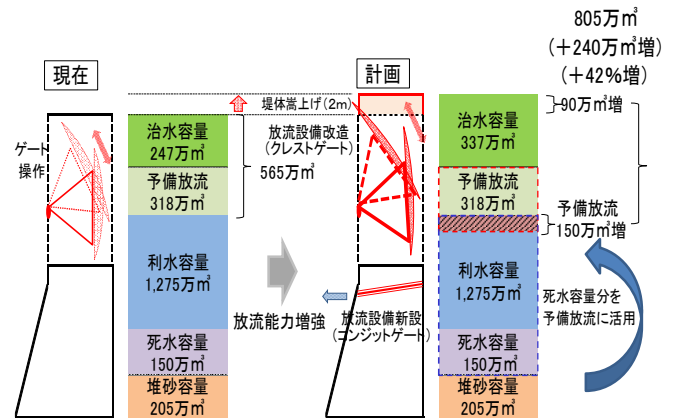 805万㎥
(+240万㎥増)
(+42%増)
現在
計画
堤体嵩上げ(2m)
90万㎥増
ゲート
操作
治水容量
247万㎥
放流設備改造
(クレストゲート)
565万㎥
治水容量
337万㎥
予備放流
318万㎥
予備放流
318万㎥
予備放流
150万㎥増
利水容量
1,275万㎥
利水容量
1,275万㎥
放流能力増強
放流設備新設
(コンジットゲート)
死水容量分を
予備放流に活用
死水容量
150万㎥
死水容量
150万㎥
堆砂容量
205万㎥
堆砂容量
205万㎥